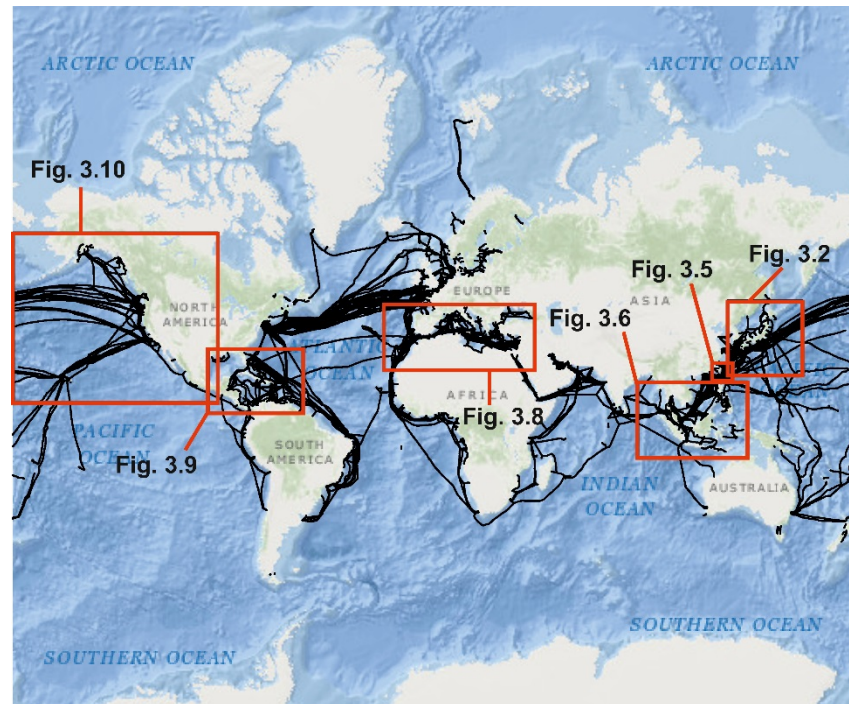 ARCTIC OCEAN
ARCTIC OCEAN
Fig. 3.10
Fig. 3.5
Fig. 3.2
EUROPE
ASIA
NORTH
AMERICA
Fig. 3.6
OCEAN
AFRICA
Fig. 3.8
PACIFIC
OCEAN
Fig. 3.9
SOUTH
AMERICA
INDIAN
OCEAN
AUSTRALIA
SOUTHERN OCEAN
SOUTHERN OCEAN